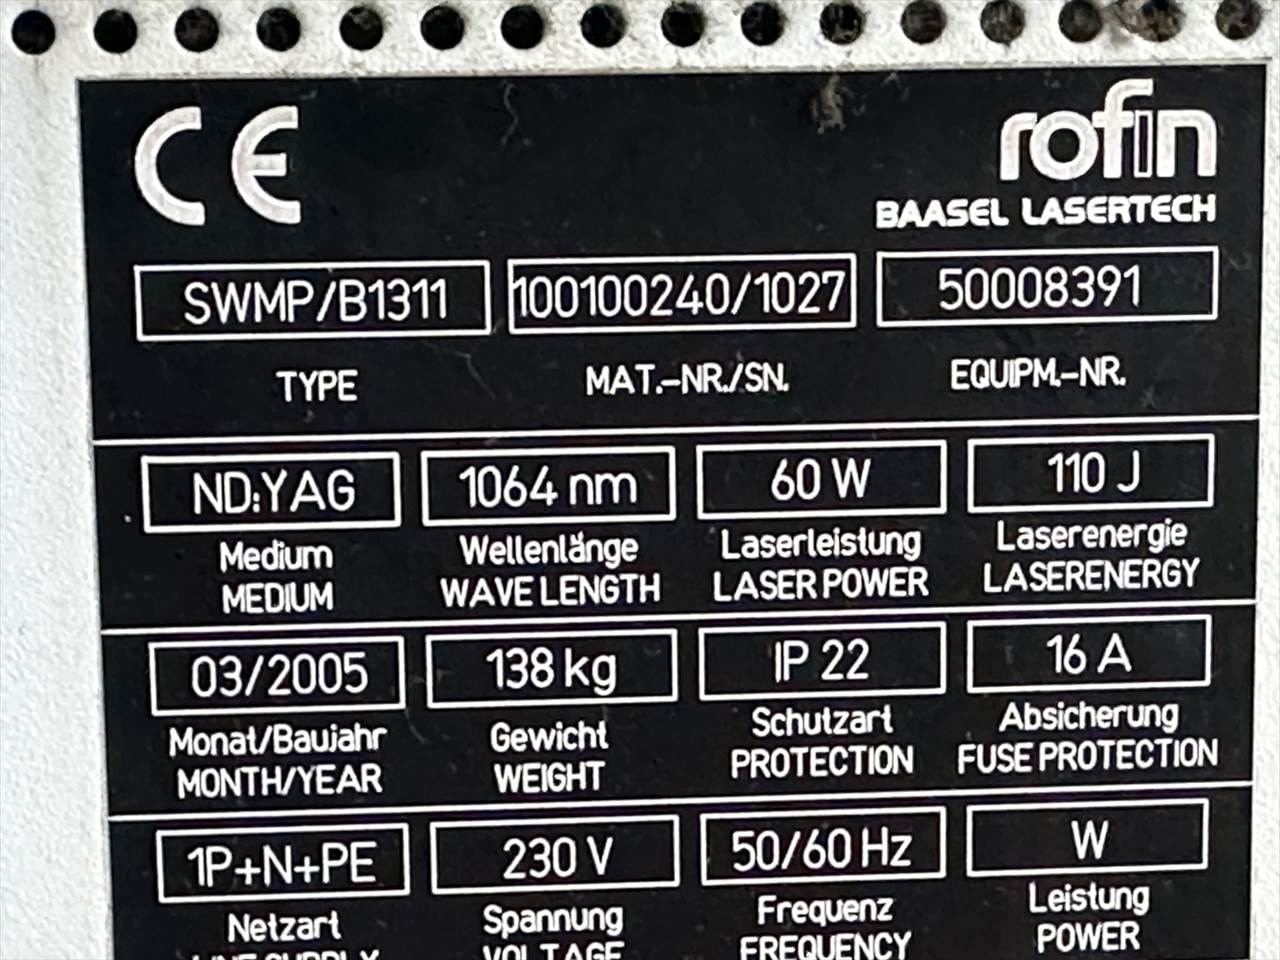 CE
rofin
BAASEL LASERTECH
SWMP/B1311 100100240/1027 50008391
TYPE MAT.-NR./SN. EQUIPM.-NR.
ND:YAG 1064 nm 60 W 110 J
Medium Wellenlänge Laserleistung Laserenergie
MEDIUM WAVE LENGTH LASER POWER LASERENERGY
03/2005 138 kg IP 22 16 A
Monat/Baujahr Gewicht Schutzart Absicherung
MONTH/YEAR WEIGHT PROTECTION FUSE PROTECTION
1P+N+PE 230 V 50/60 Hz W
Netzart Spannung Frequenz Leistung
LINE SUPPLY VOLTAGE FREQUENCY POWER